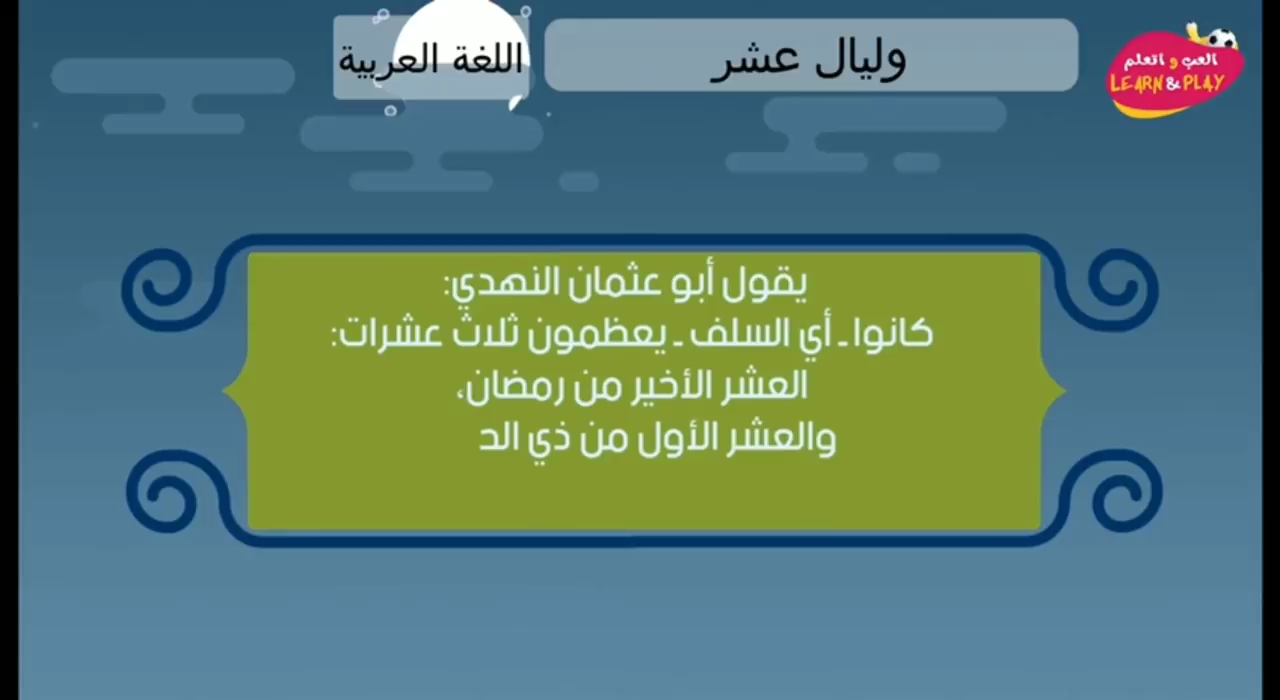 وليال عشر
اللغة العربية
العب و أتعلم
LEARN & PLAY
يقول أبو عثمان النهدي:
كانوا ـ أي السلف ـ يعظمون ثلاث عشرات:
العشر الأخير من رمضان،
والعشر الأول من ذي الد